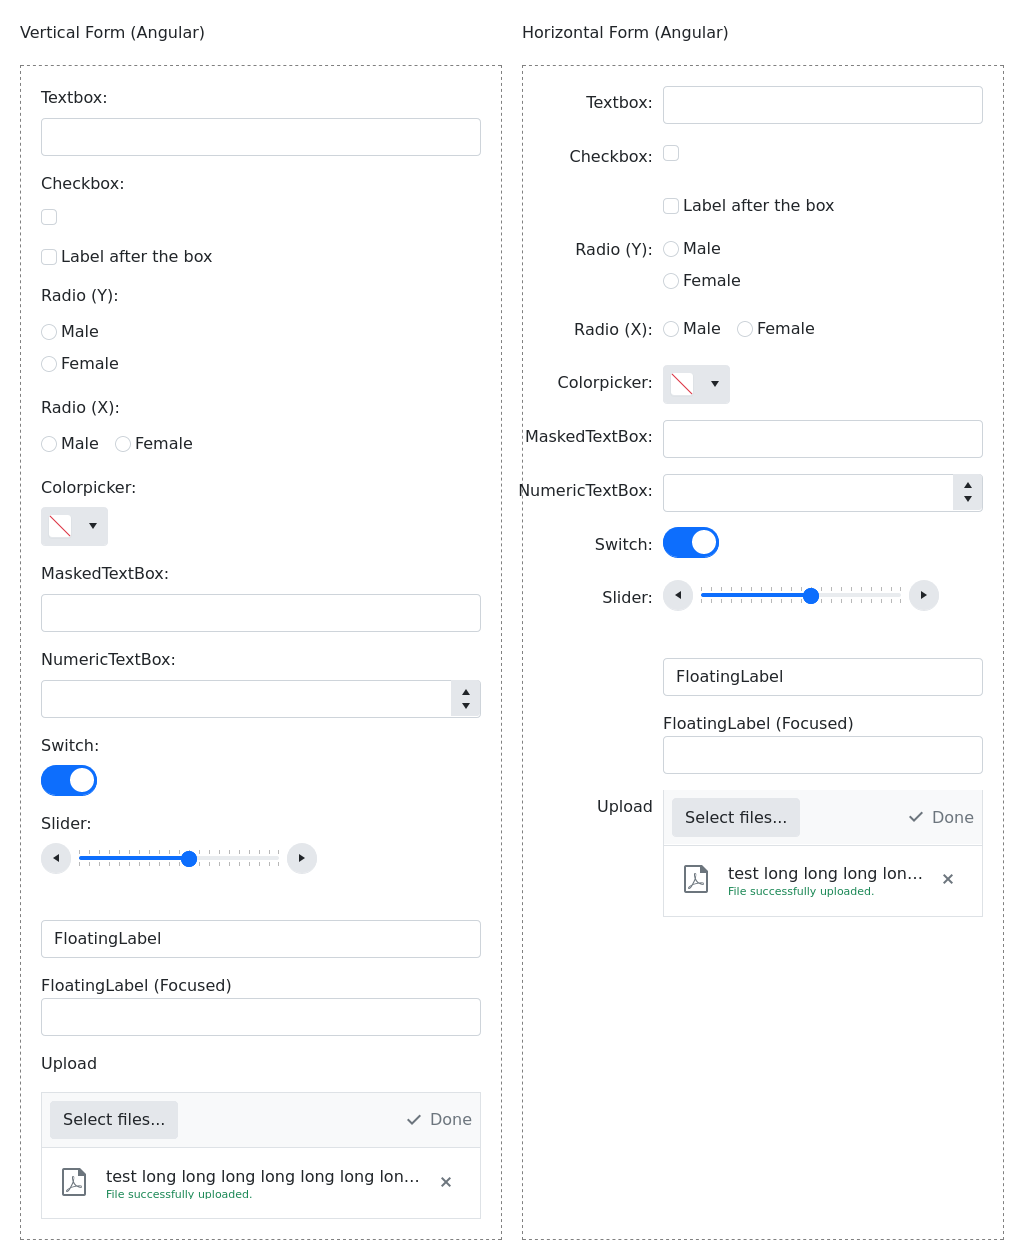 Vertical Form (Angular)
Textbox:
Checkbox:
Label after the box
Radio (Y):
Male
Female
Radio (X):
Male Female
Colorpicker:
MaskedTextBox:
NumericTextBox:
Switch:
Slider:
FloatingLabel
FloatingLabel (Focused)
Upload
Select files... Done
test long long long long long long lon...
File successfully uploaded.
Horizontal Form (Angular)
Textbox:
Checkbox:
Label after the box
Radio (Y): Male
Female
Radio (X): Male Female
Colorpicker:
MaskedTextBox:
NumericTextBox:
Switch:
Slider:
FloatingLabel
FloatingLabel (Focused)
Upload Select files... Done
test long long long lon...
File successfully uploaded.